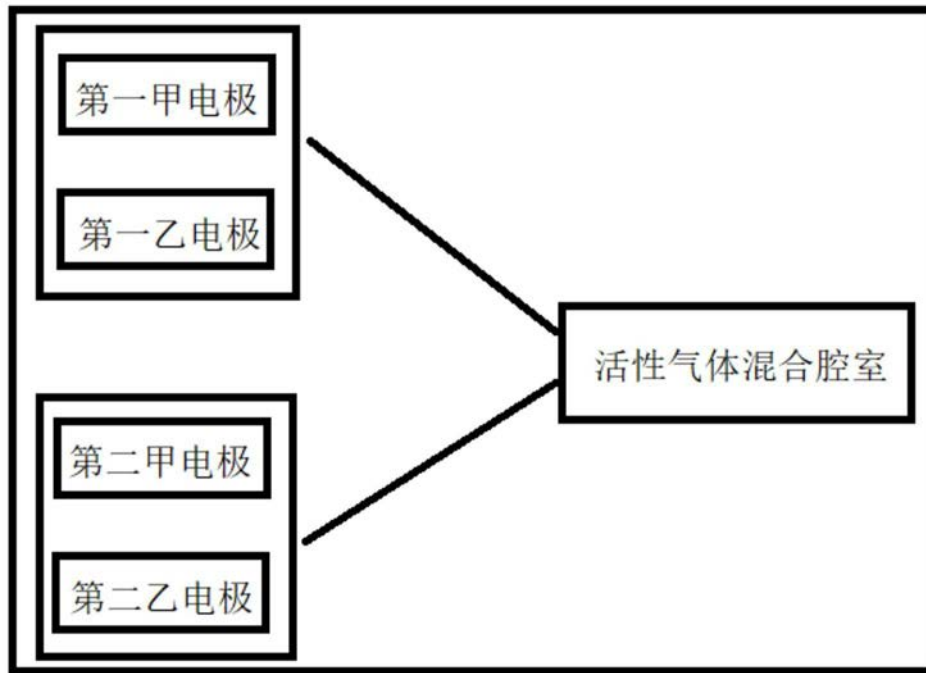 第一甲电极
第一乙电极
活性气体混合腔室
第二甲电极
第二乙电极